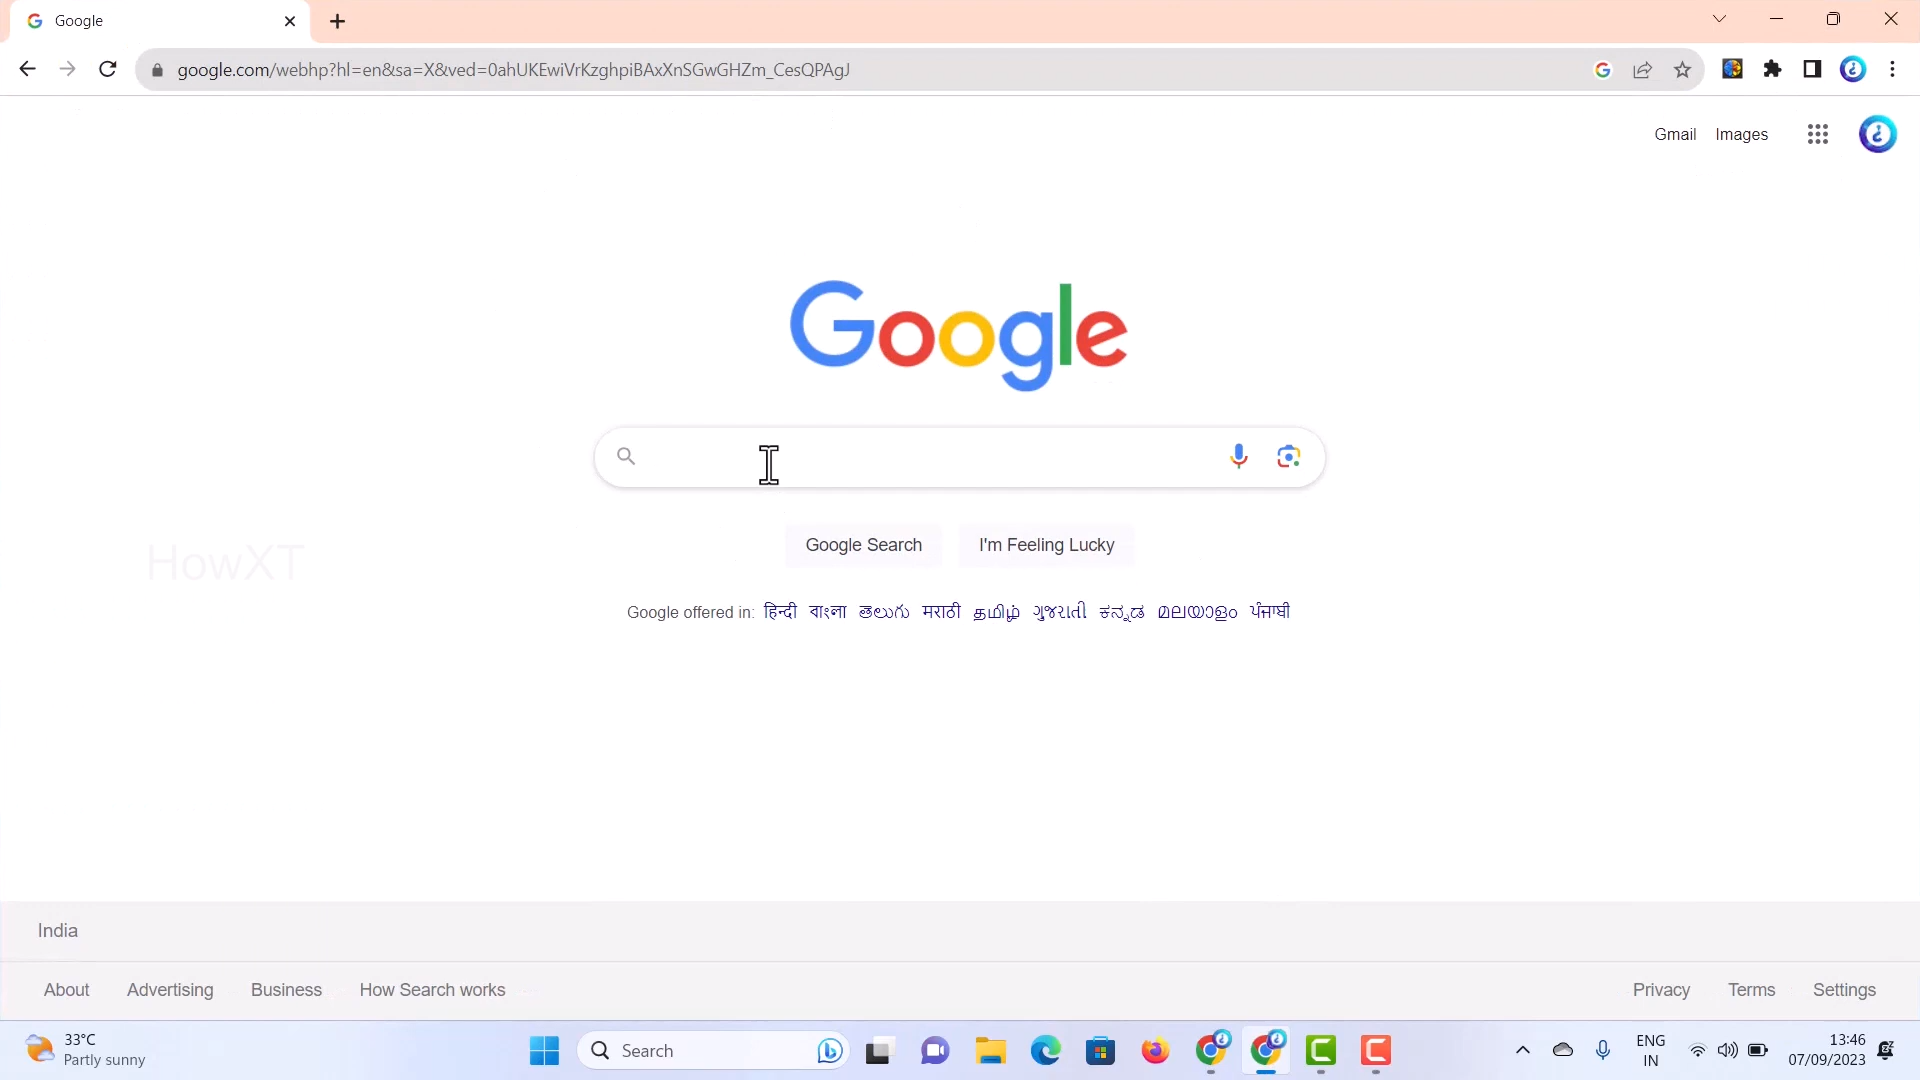 Google
google.com/webhp?hl=en&sa=X&ved=0ahUKEwiVrKzghpiBAxXnSGwGHZm_CesQPAgJ
Gmail Images
Google
HowXT
Google Search I'm Feeling Lucky
Google offered in: हिन्दी বাংলা తెలుగు मराठी தமிழ் ગુજરાતી ಕನ್ನಡ മലയാളം ਪੰਜਾਬੀ
India
About Advertising Business How Search works Privacy Terms Settings
33°C
Partly sunny
Search
ENG
IN
13:46
07/09/2023